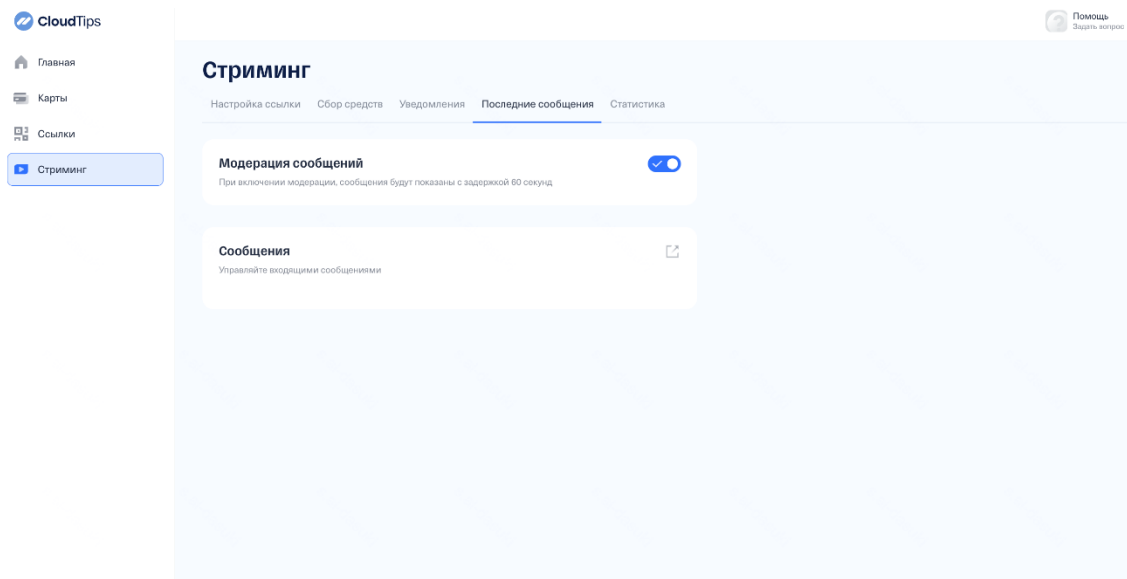 CloudTips
Помощь
Задать вопрос
Главная
Карты
Ссылки
Стриминг
Стриминг
Настройка ссылки Сбор средств Уведомления Последние сообщения Статистика
Модерация сообщений
При включении модерации, сообщения будут показаны с задержкой 60 секунд
Сообщения
Управляйте входящими сообщениями